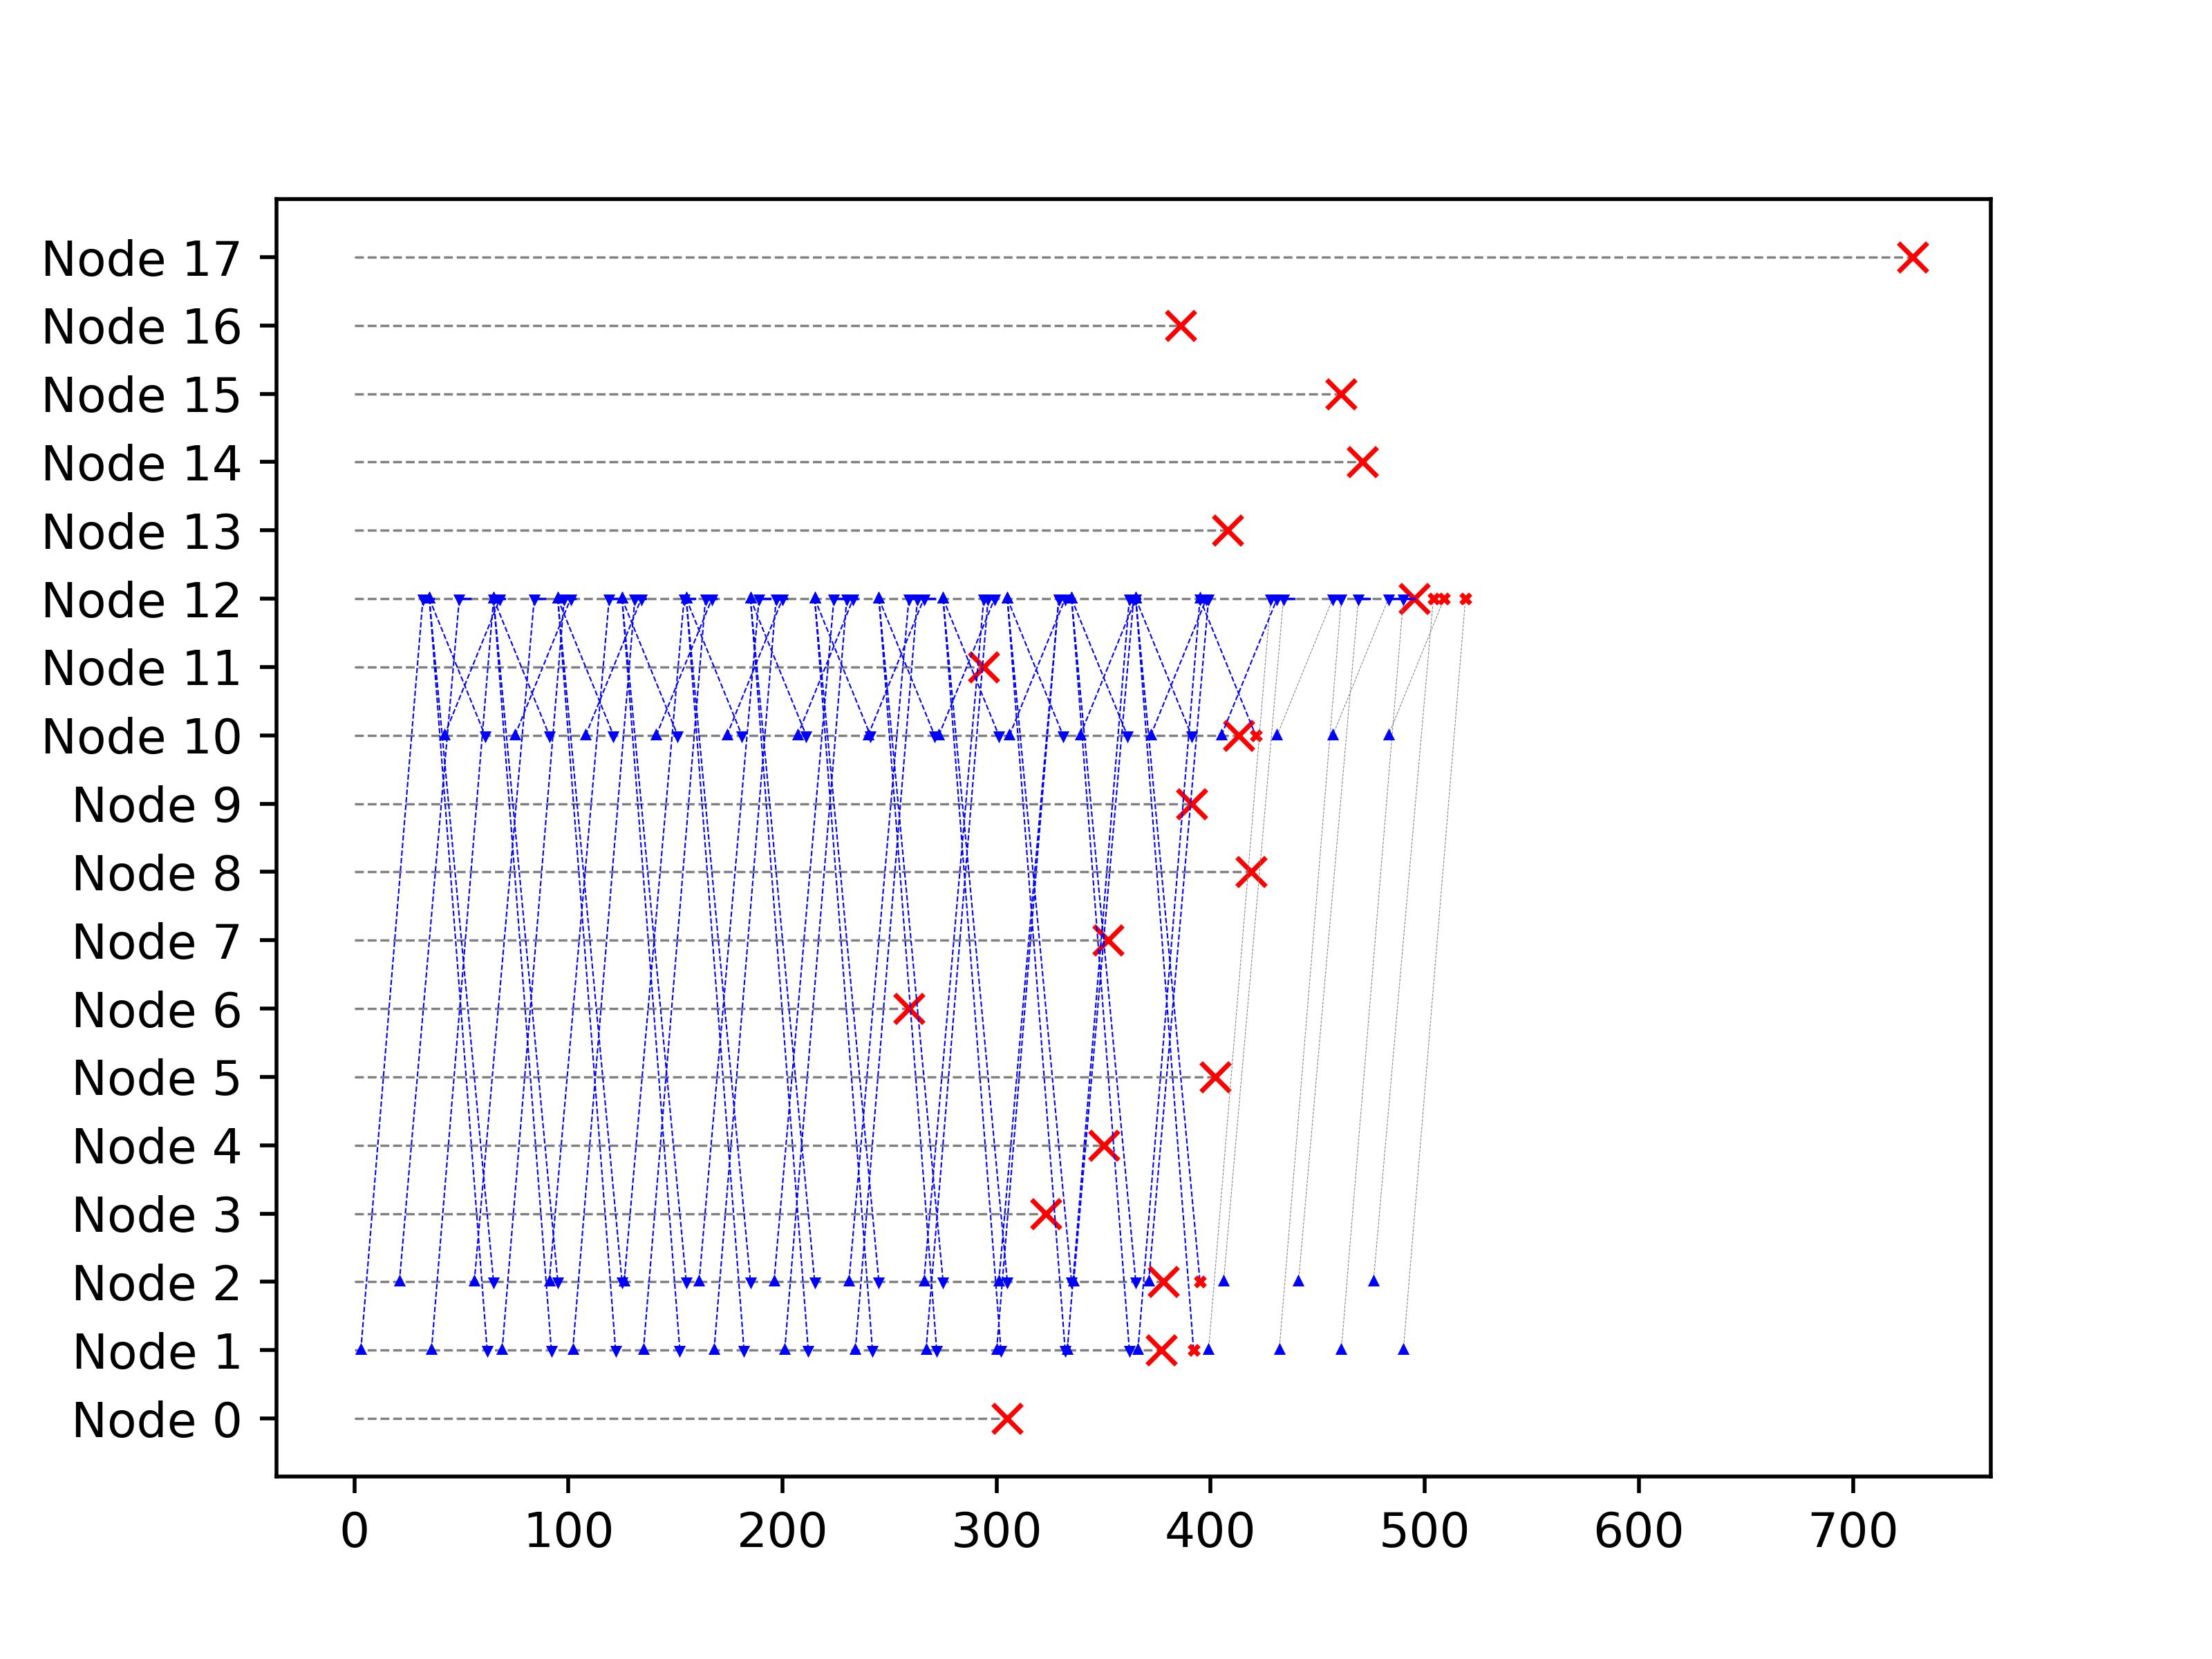 Node 17
Node 16
Node 15
Node 14
Node 13
Node 12
Node 11
Node 10
Node 9
Node 8
Node 7
Node 6
Node 5
Node 4
Node 3
Node 2
Node 1
Node 0
0 100 200 300 400 500 600 700